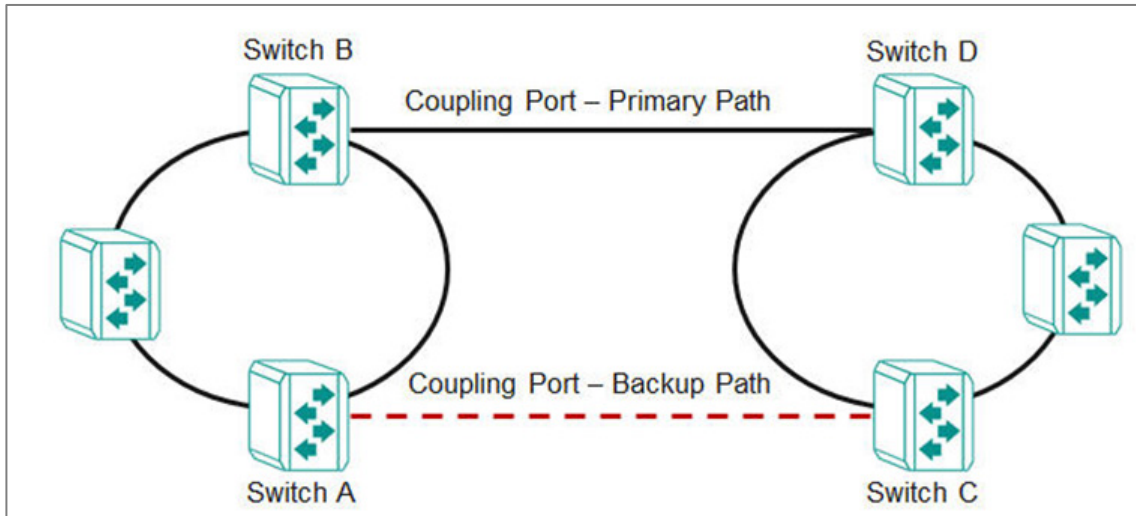 Switch B
Switch D
Coupling Port – Primary Path
Coupling Port – Backup Path
Switch A
Switch C